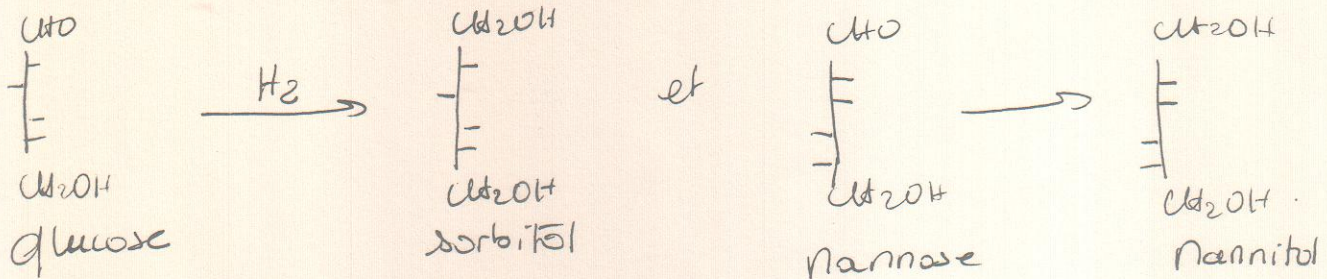 CHO
CH2OH
et
CHO
CH2OH
H2
CH2OH
CH2OH
CH2OH
CH2OH
glucose
sorbitol
mannose
mannitol